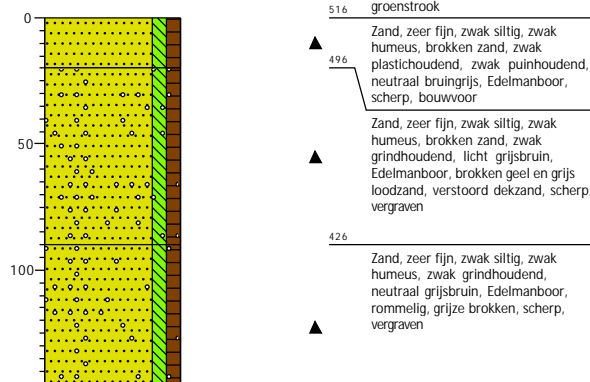 groenstrook
516
0
Zand, zeer fijn, zwak siltig, zwak
humeus, brokken zand, zwak
plastichoudend, zwak puinhoudend,
neutraal bruingrijs, Edelmanboor,
scherp, bouwvoor
496
Zand, zeer fijn, zwak siltig, zwak
humeus, brokken zand, zwak
grindhoudend, licht grijsbruin,
Edelmanboor, brokken geel en grijs
loodzand, verstoord dekzand, scherp,
vergraven
50
426
Zand, zeer fijn, zwak siltig, zwak
humeus, zwak grindhoudend,
neutraal grijsbruin, Edelmanboor,
rommelig, grijze brokken, scherp,
vergraven
100